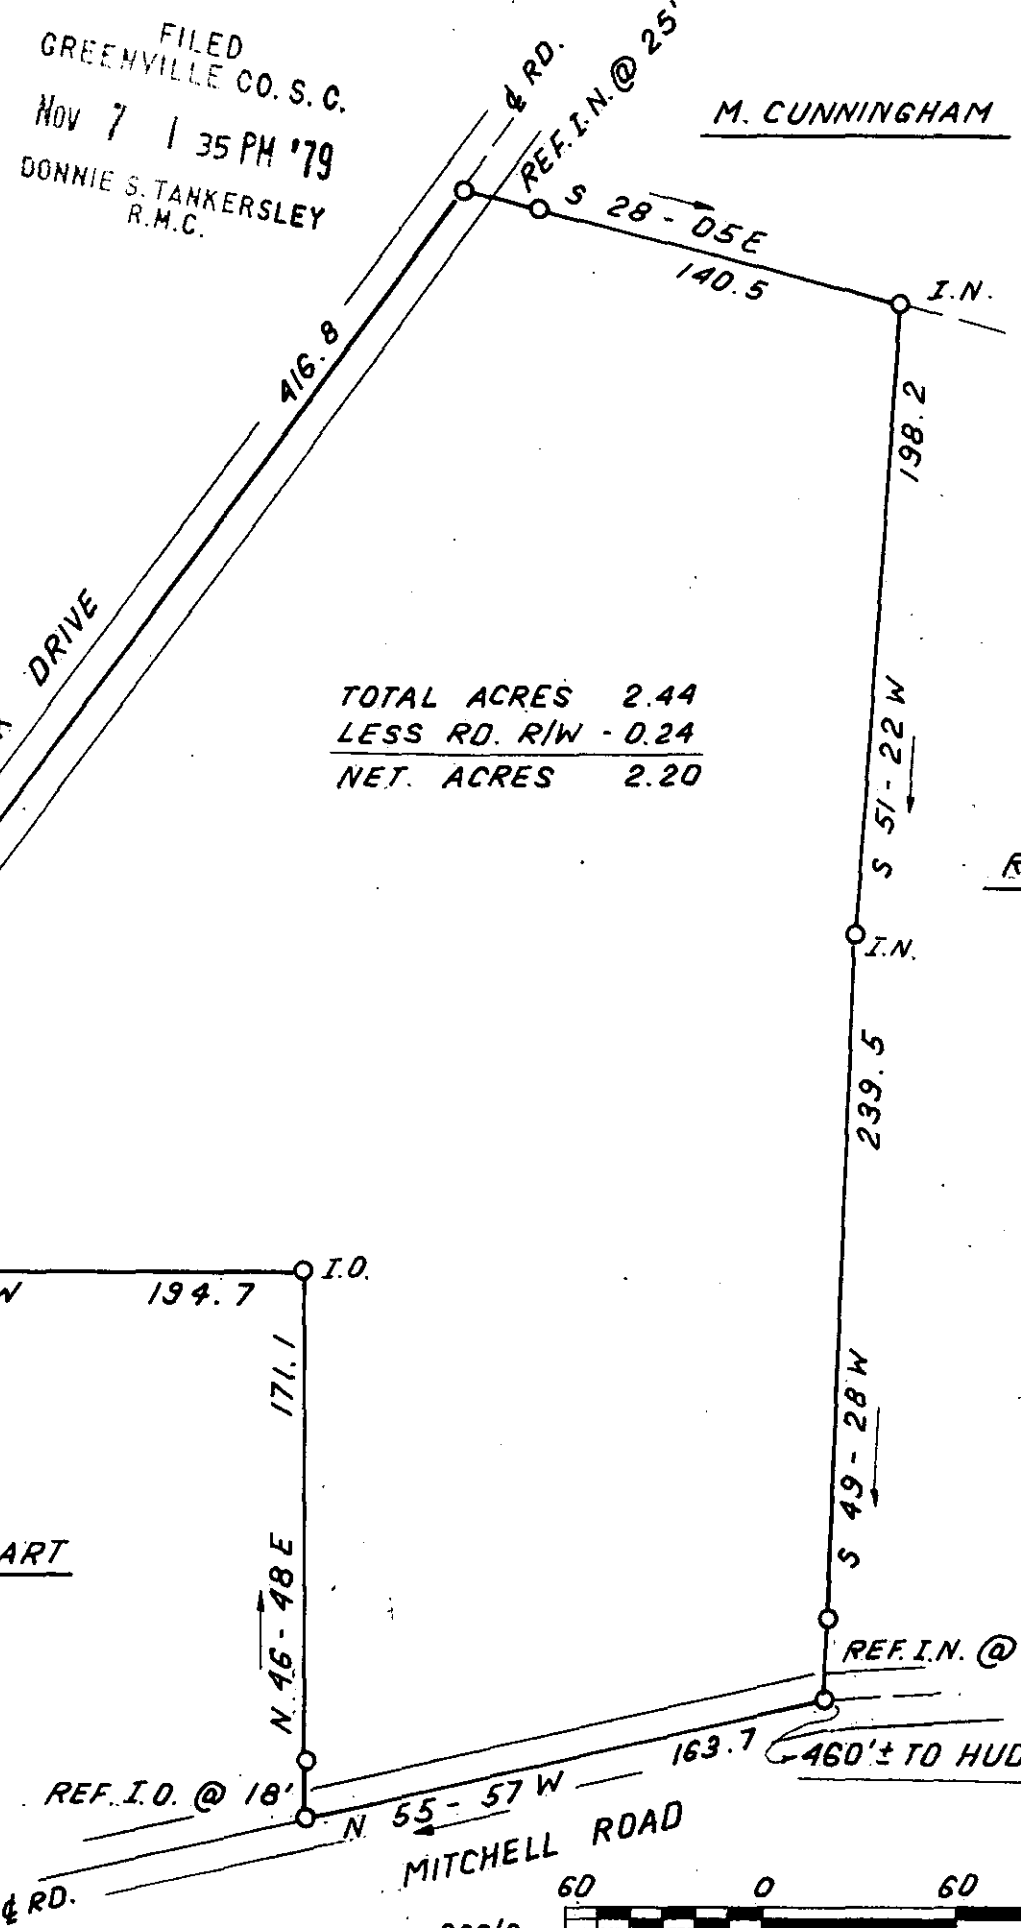 FILED
GREENVILLE CO. S. C.
NOV 7 1 35 PM '79
DONNIE S. TANKERSLEY
R.M.C.
℄ RD.
REF. I.N. @ 25'
M. CUNNINGHAM
S 28 - 05 E
140.5
I.N.
416.8
198.2
DRIVE
TOTAL ACRES 2.44
LESS RD. R/W - 0.24
NET. ACRES 2.20
S 51 - 22 W
R
I.N.
239.5
I.O.
W 194.7
171.1
S 49 - 28 W
ART
N 46 - 48 E
REF. I.N. @
163.7
460'± TO HUD
REF. I.O. @ 18'
N 55 - 57 W
MITCHELL ROAD
℄ RD.
60 0 60